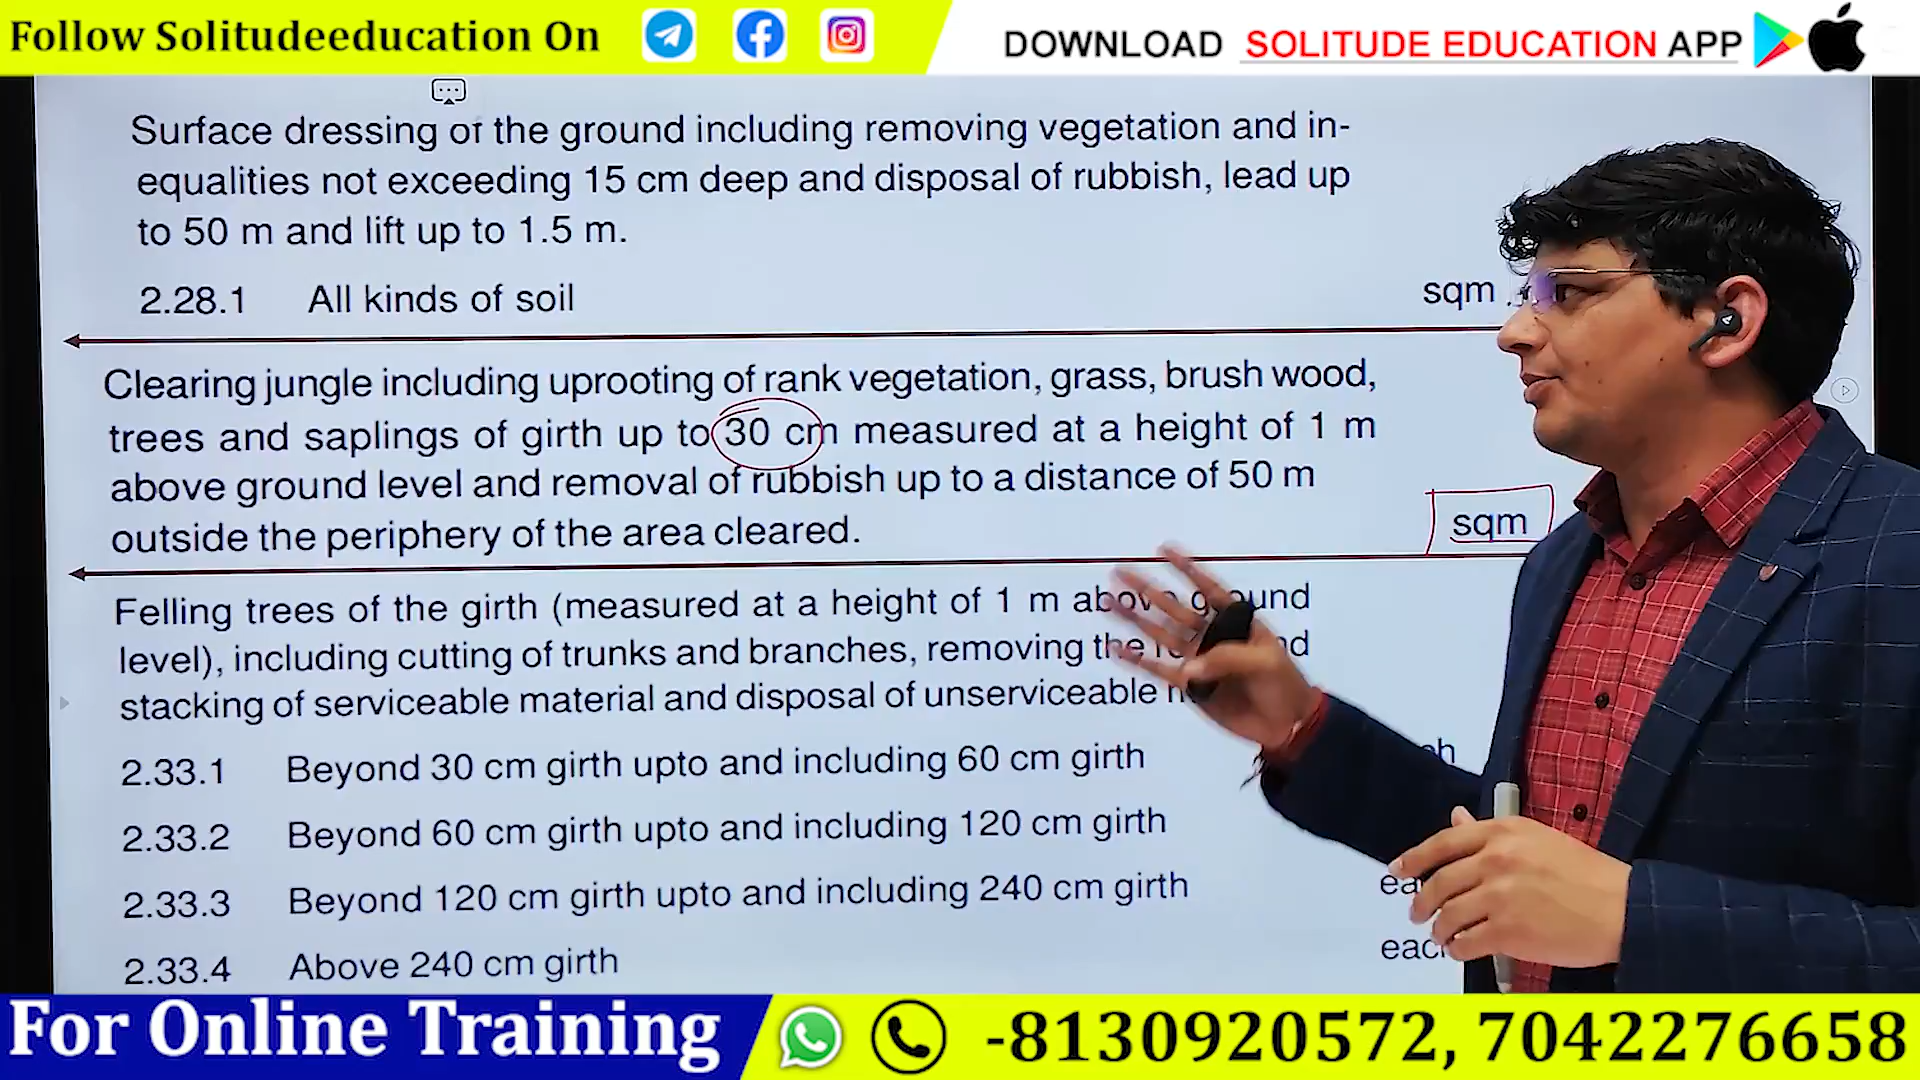 Follow Solitudeeducation On
DOWNLOAD SOLITUDE EDUCATION APP
Surface dressing of the ground including removing vegetation and in-
equalities not exceeding 15 cm deep and disposal of rubbish, lead up
to 50 m and lift up to 1.5 m.
2.28.1 All kinds of soil sqm
Clearing jungle including uprooting of rank vegetation, grass, brush wood,
trees and saplings of girth up to 30 cm measured at a height of 1 m
above ground level and removal of rubbish up to a distance of 50 m
outside the periphery of the area cleared. sqm
Felling trees of the girth (measured at a height of 1 m above ground
level), including cutting of trunks and branches, removing the
stacking of serviceable material and disposal of unserviceable
2.33.1 Beyond 30 cm girth upto and including 60 cm girth
2.33.2 Beyond 60 cm girth upto and including 120 cm girth
2.33.3 Beyond 120 cm girth upto and including 240 cm girth
2.33.4 Above 240 cm girth each
For Online Training -8130920572, 7042276658